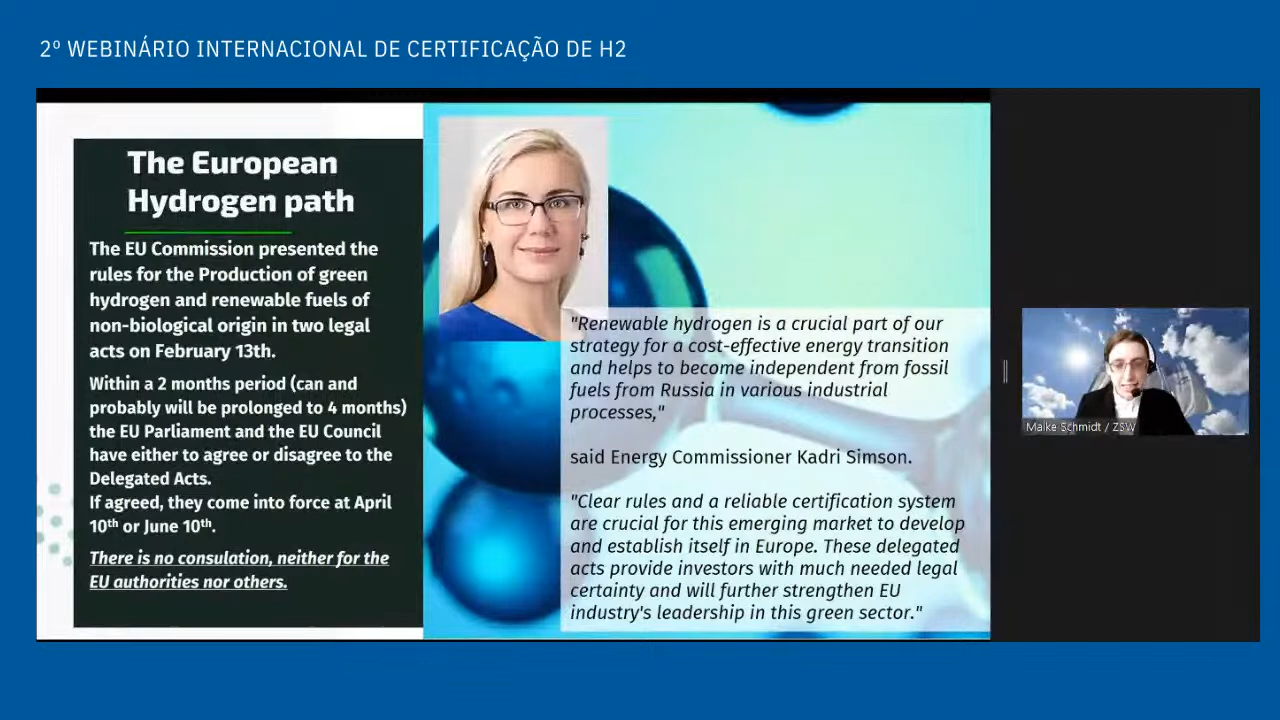 2º WEBINÁRIO INTERNACIONAL DE CERTIFICAÇÃO DE H2
The European
Hydrogen path
The EU Commission presented the
rules for the Production of green
hydrogen and renewable fuels of
non-biological origin in two legal
acts on February 13th.
Within a 2 months period (can and
probably will be prolonged to 4 months)
the EU Parliament and the EU Council
have either to agree or disagree to the
Delegated Acts.
If agreed, they come into force at April
10th or June 10th.
There is no consulation, neither for the
EU authorities nor others.
"Renewable hydrogen is a crucial part of our
strategy for a cost-effective energy transition
and helps to become independent from fossil
fuels from Russia in various industrial
processes,"
said Energy Commissioner Kadri Simson.
"Clear rules and a reliable certification system
are crucial for this emerging market to develop
and establish itself in Europe. These delegated
acts provide investors with much needed legal
certainty and will further strengthen EU
industry's leadership in this green sector."
Maike Schmidt / ZSW